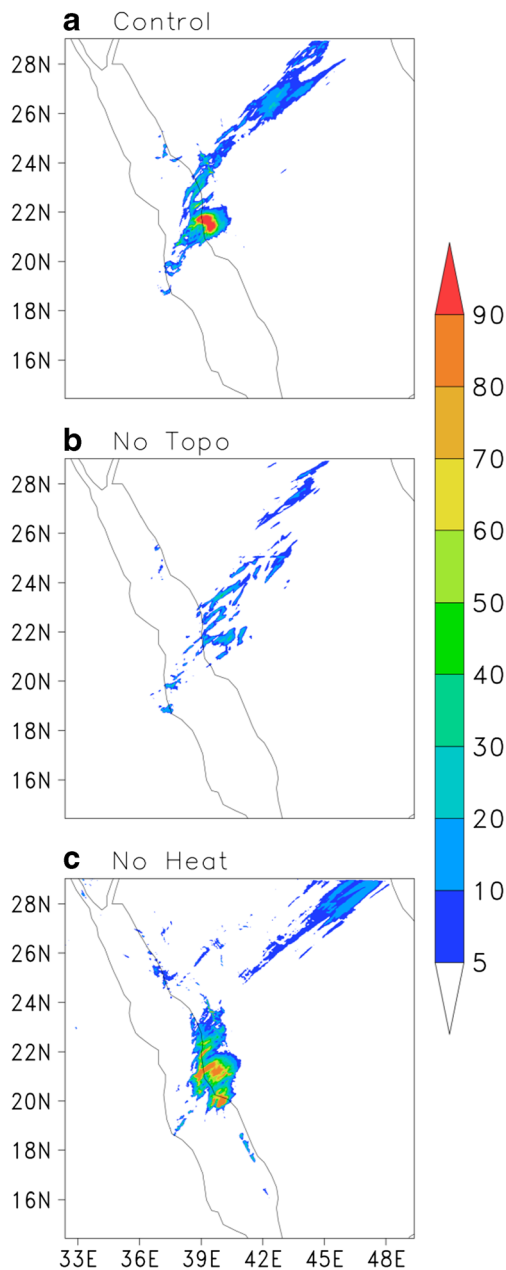 a Control
28N
26N
24N
22N
20N
18N
16N
b No Topo
28N
26N
24N
22N
20N
18N
16N
c No Heat
28N
26N
24N
22N
20N
18N
16N
33E 36E 39E 42E 45E 48E
90
80
70
60
50
40
30
20
10
5